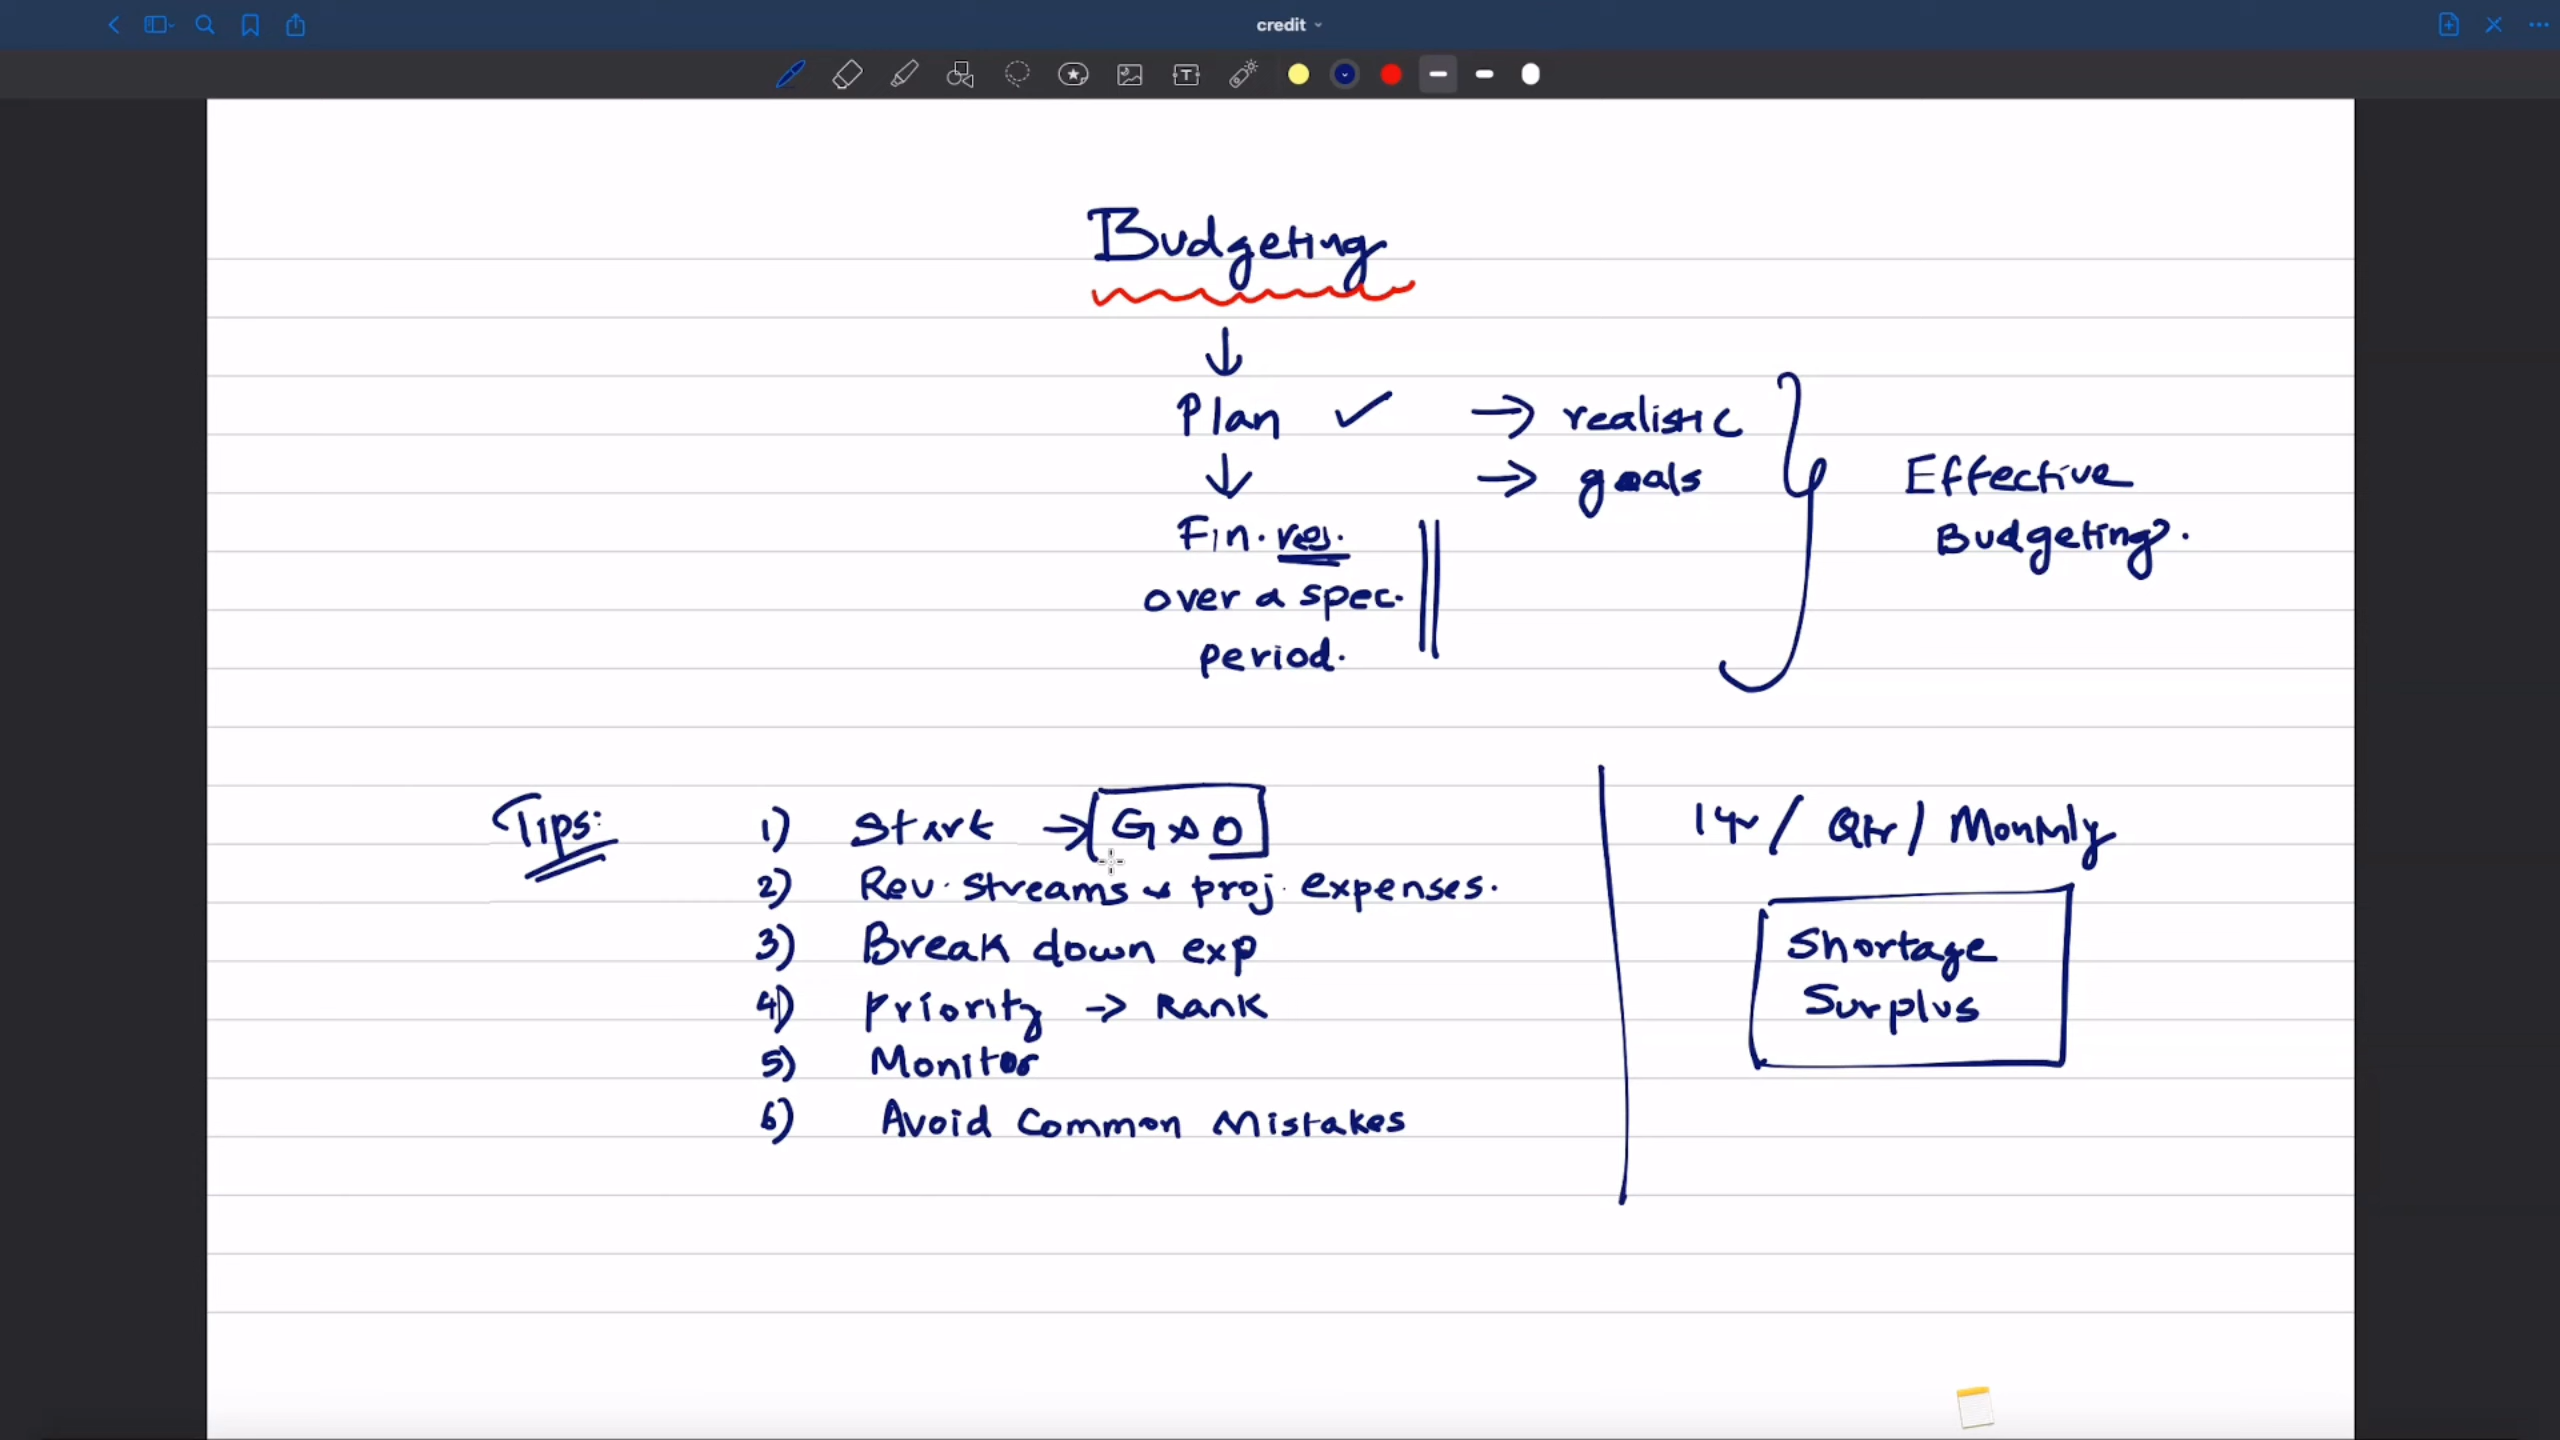 credit
Budgeting
↓
Plan ✓ → realistic
↓ → goals
Effective
Budgeting.
Fin. res.
over a spec.
period.
Tips:
1) Start → G & O
2) Rev. Streams & proj. expenses.
3) Break down exp
4) Priority → Rank
5) Monitor
6) Avoid Common Mistakes
1yr / Qtr / Monthly
Shortage
Surplus